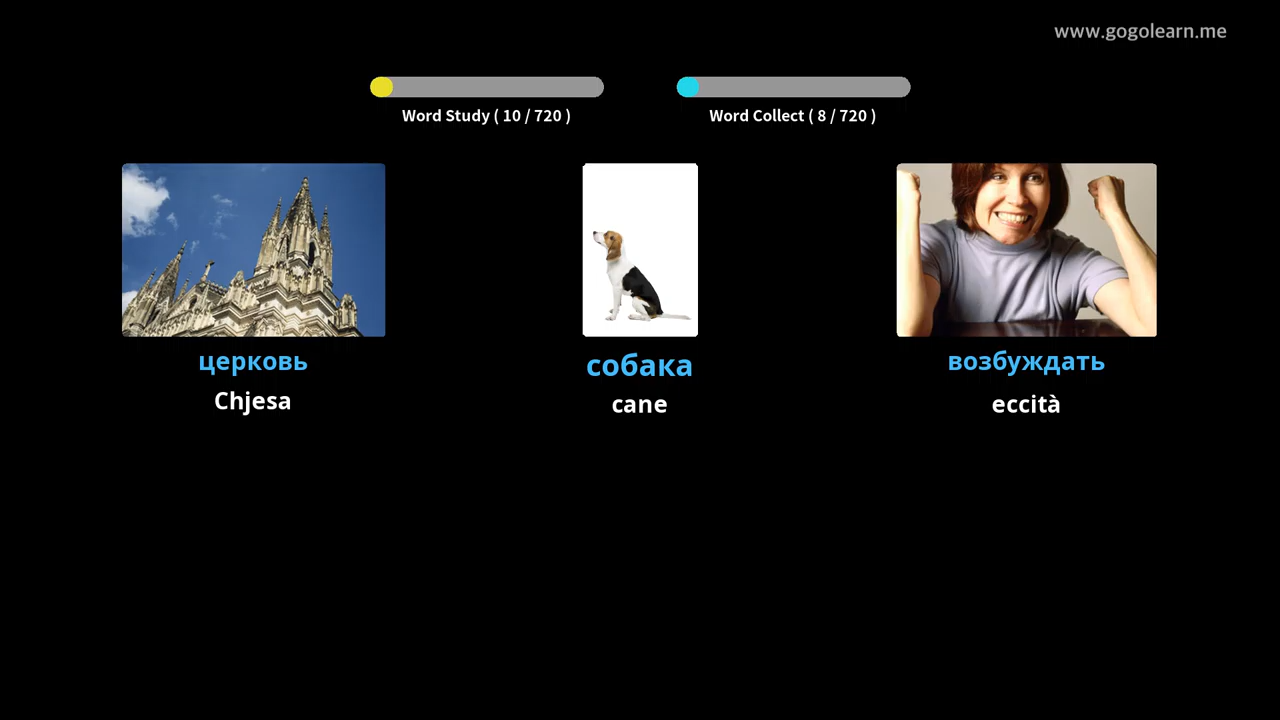 www.gogolearn.me
Word Study ( 10 / 720 )
Word Collect ( 8 / 720 )
церковь
Chjesa
собака
cane
возбуждать
eccità